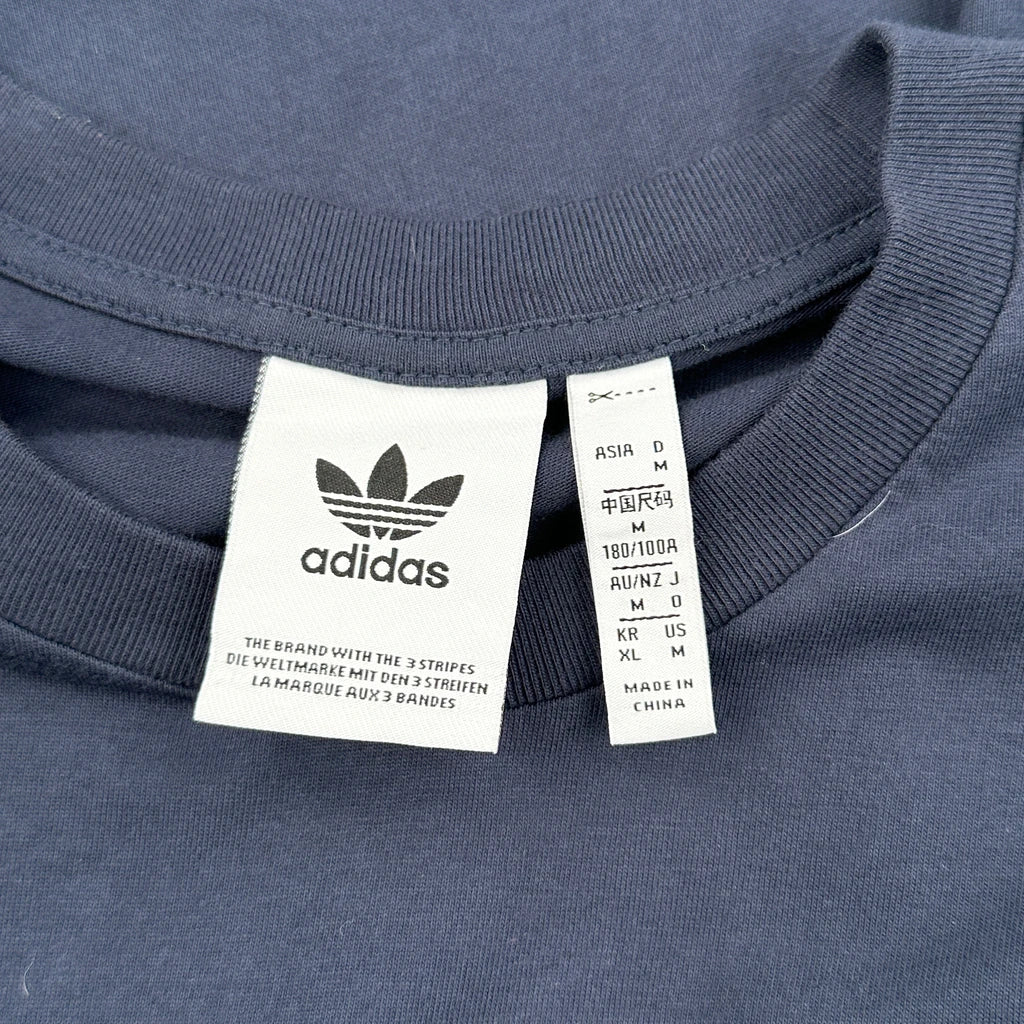 adidas
THE BRAND WITH THE 3 STRIPES
DIE WELTMARKE MIT DEN 3 STREIFEN
LA MARQUE AUX 3 BANDES
ASIA D
M
中国尺码
M
180/100A
AU/NZ J
M O
KR US
XL M
MADE IN
CHINA